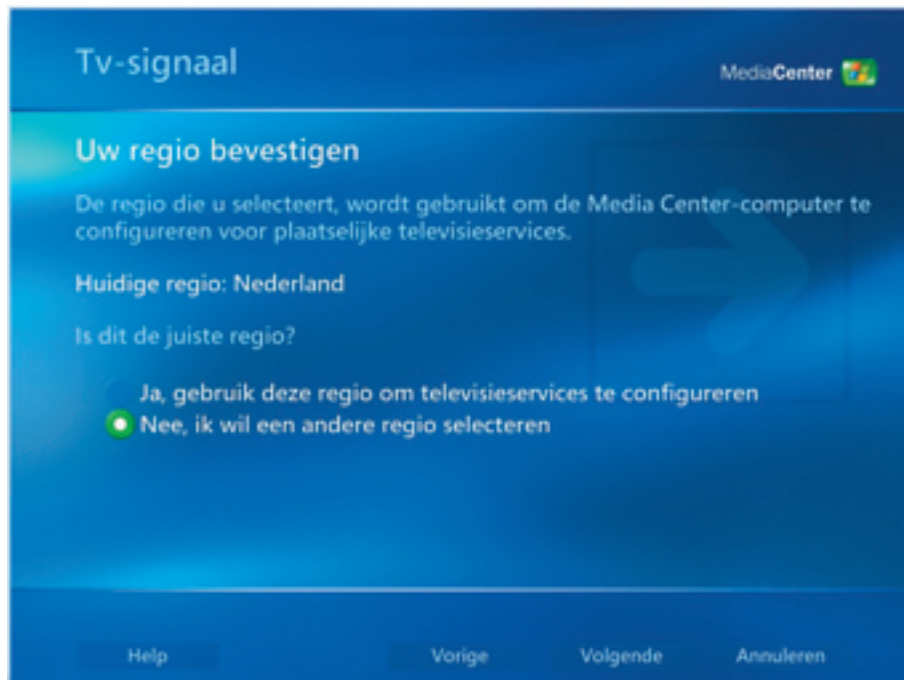 Tv-signaal
MediaCenter
Uw regio bevestigen
De regio die u selecteert, wordt gebruikt om de Media Center-computer te
configureren voor plaatselijke televisieservices.
Huidige regio: Nederland
Is dit de juiste regio?
Ja, gebruik deze regio om televisieservices te configureren
Nee, ik wil een andere regio selecteren
Help Vorige Volgende Annuleren